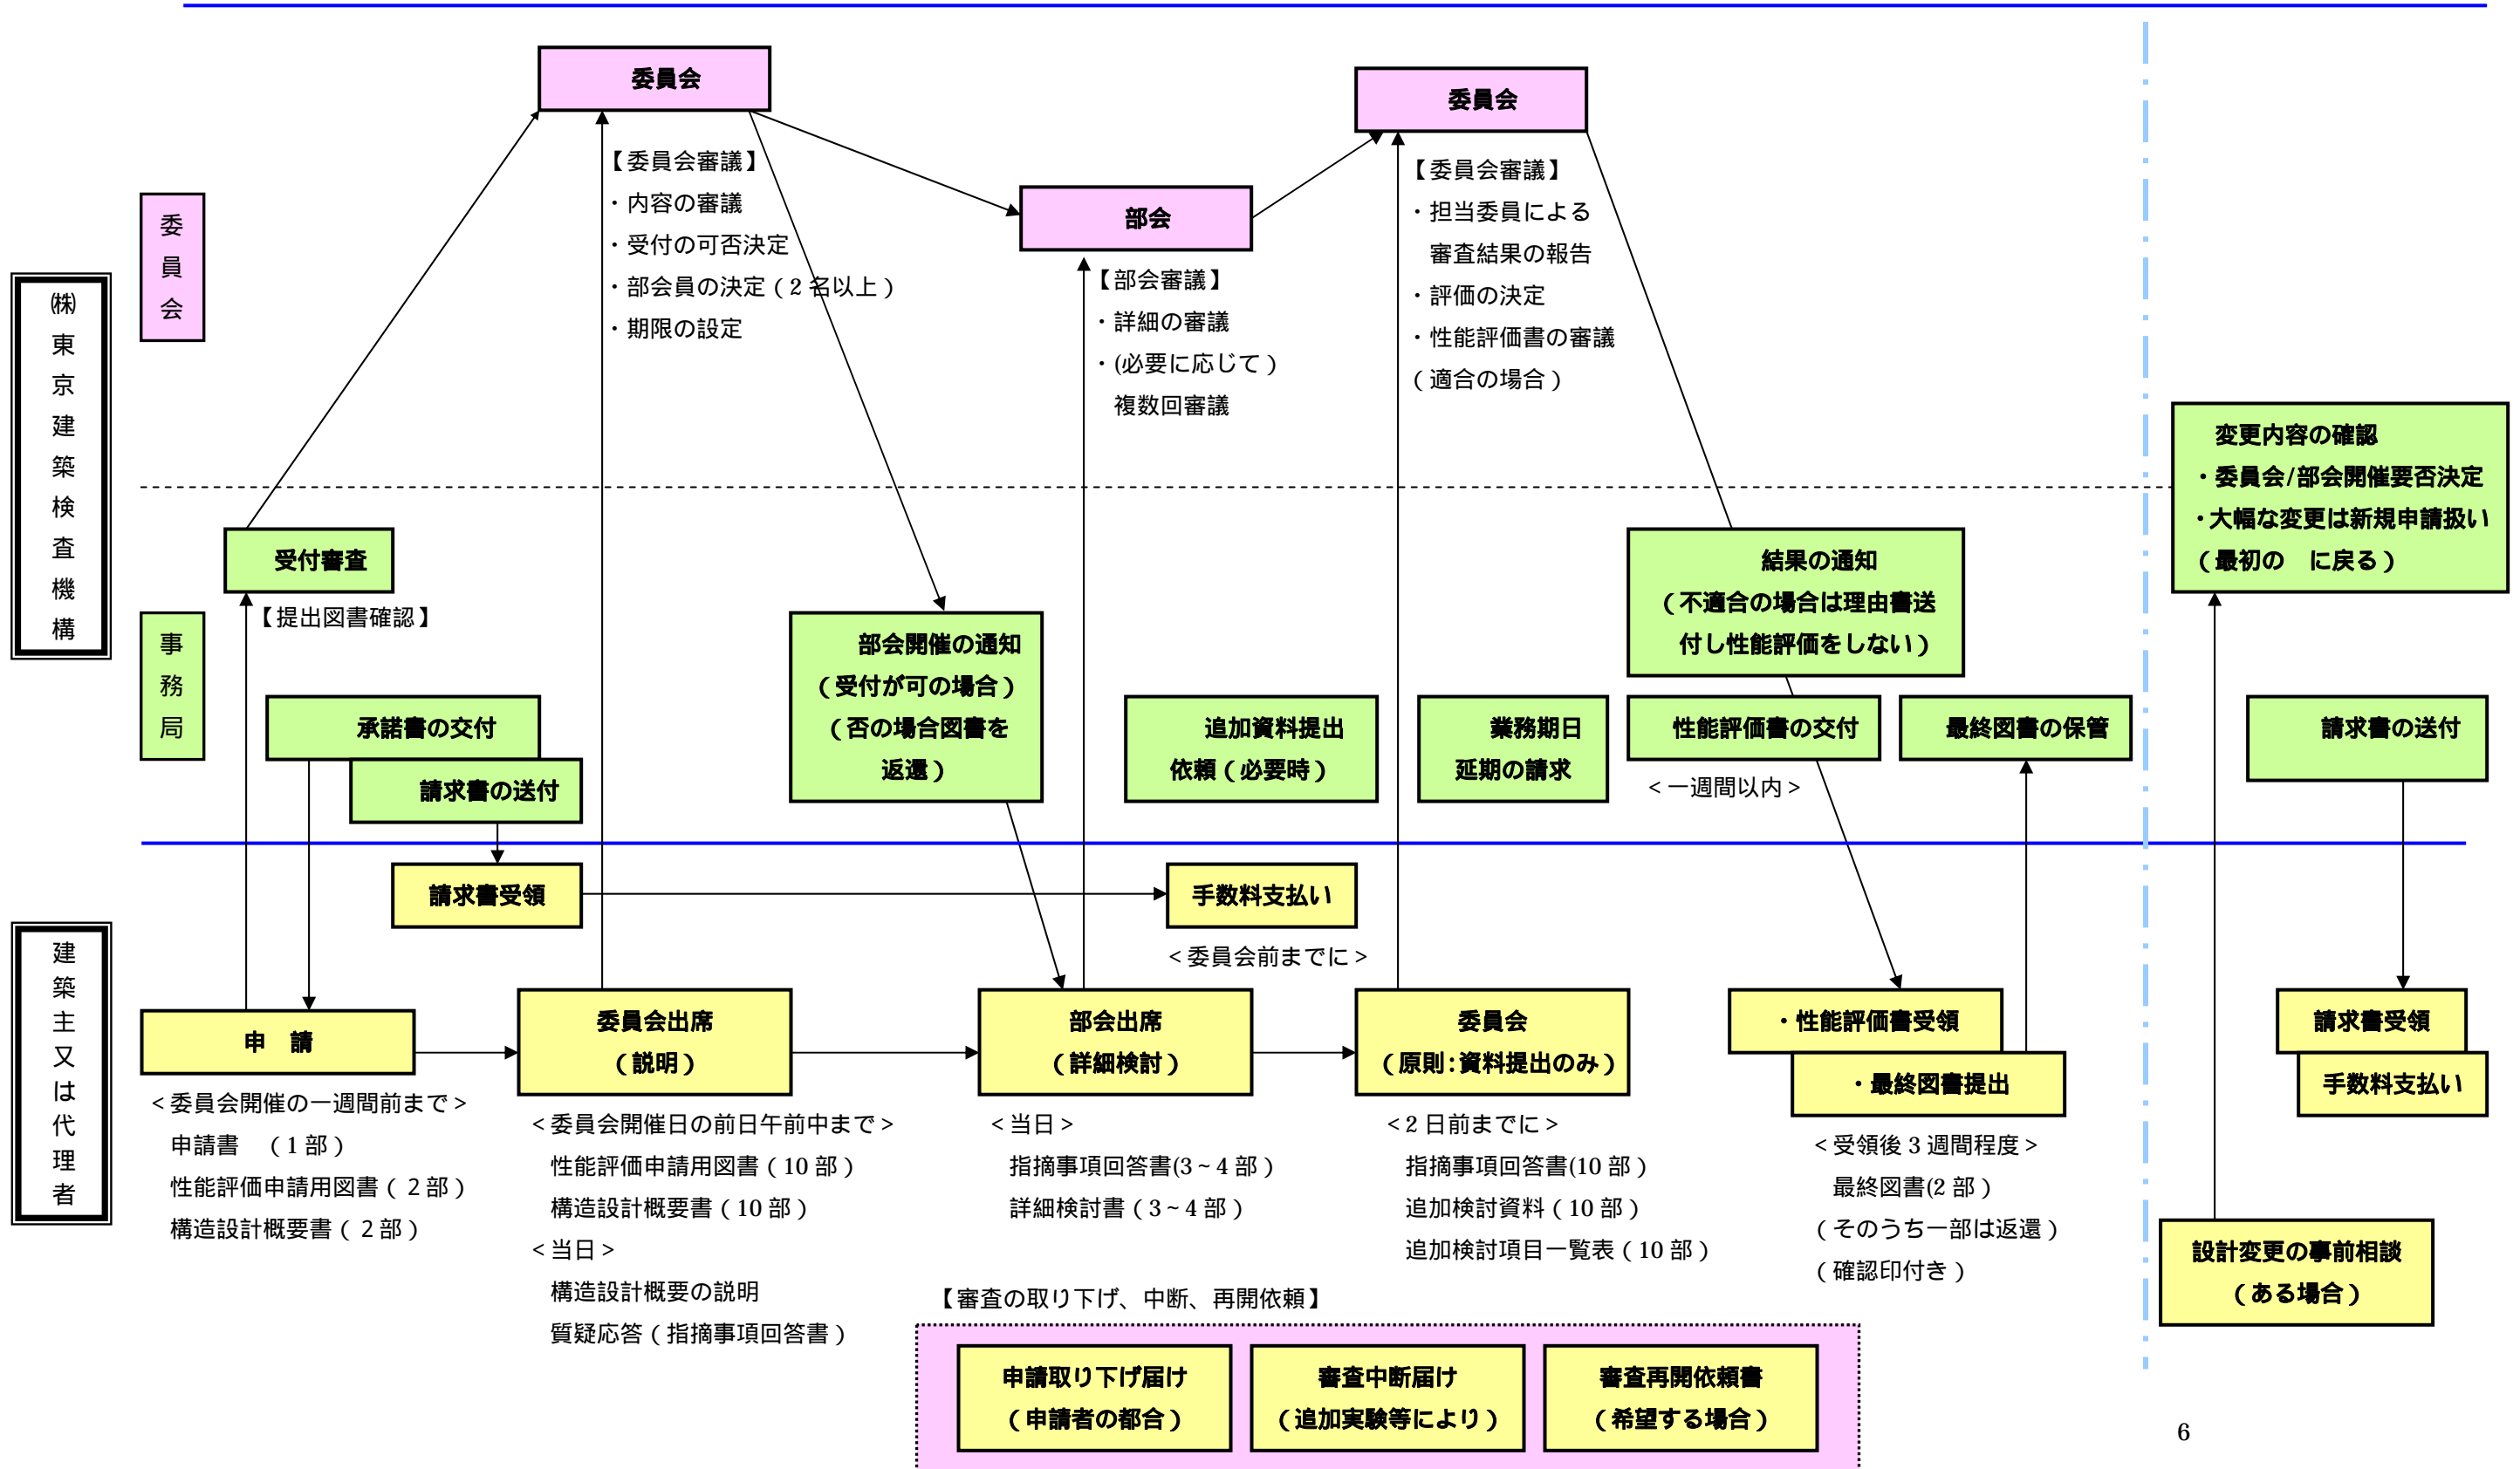 委員会
委員会
【委員会審議】
・内容の審議
・受付の可否決定
・部会員の決定（2 名以上）
・期限の設定
部会
【部会審議】
・詳細の審議
・(必要に応じて）
複数回審議
【委員会審議】
・担当委員による
審査結果の報告
・評価の決定
・性能評価書の審議
（適合の場合）
委員会
㈱東京建築検査機構
事務局
受付審査
【提出図書確認】
承諾書の交付
請求書の送付
部会開催の通知
（受付が可の場合）
（否の場合図書を
返還）
追加資料提出
依頼（必要時）
業務期日
延期の請求
結果の通知
（不適合の場合は理由書送
付し性能評価をしない）
性能評価書の交付
＜一週間以内＞
最終図書の保管
変更内容の確認
・委員会/部会開催要否決定
・大幅な変更は新規申請扱い
（最初の　に戻る）
請求書の送付
請求書受領
手数料支払い
＜委員会前までに＞
建築主又は代理者
申　請
＜委員会開催の一週間前まで＞
申請書　（1 部）
性能評価申請用図書（２部）
構造設計概要書（２部）
委員会出席
（説明）
＜委員会開催日の前日午前中まで＞
性能評価申請用図書（10 部）
構造設計概要書（10 部）
＜当日＞
構造設計概要の説明
質疑応答（指摘事項回答書）
部会出席
（詳細検討）
＜当日＞
指摘事項回答書(3～4 部）
詳細検討書（3～4 部）
委員会
（原則：資料提出のみ）
＜2 日前までに＞
指摘事項回答書(10 部）
追加検討資料（10 部）
追加検討項目一覧表（10 部）
・性能評価書受領
・最終図書提出
＜受領後 3 週間程度＞
最終図書(2 部）
（そのうち一部は返還）
（確認印付き）
請求書受領
手数料支払い
設計変更の事前相談
（ある場合）
【審査の取り下げ、中断、再開依頼】
申請取り下げ届け
（申請者の都合）
審査中断届け
（追加実験等により）
審査再開依頼書
（希望する場合）
6